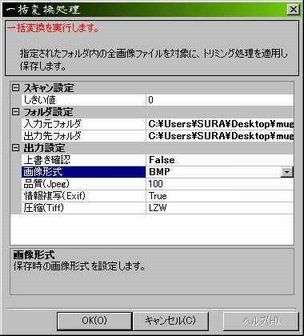 一括変換処理
一括変換を実行します。
指定されたフォルダ内の全画像ファイルを対象に、トリミング処理を適用し
保存します。
スキャン設定
しきい値 0
フォルダ設定
入力元フォルダ C:¥Users¥SURA¥Desktop¥mug
出力先フォルダ C:¥Users¥SURA¥Desktop¥mug
出力設定
上書き確認 False
画像形式 BMP
品質(Jpeg) 100
情報複写(Exif) True
圧縮(Tiff) LZW
画像形式
保存時の画像形式を設定します。
OK(O) キャンセル(C) ヘルプ(H)